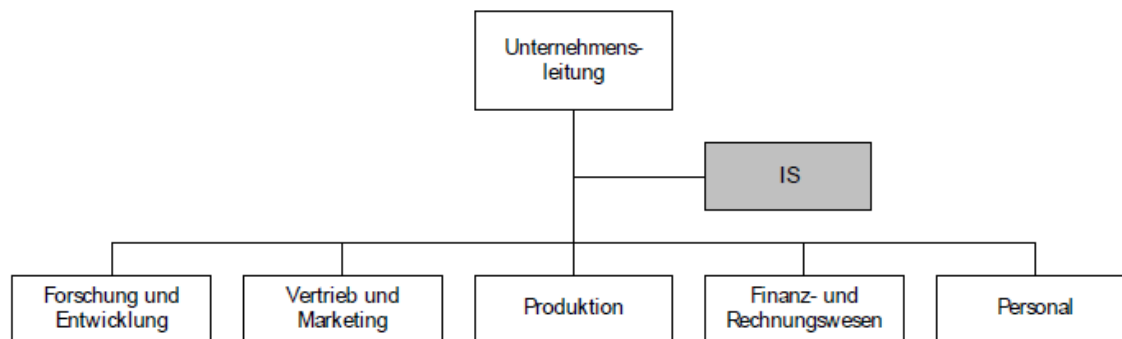 Unternehmens-
leitung
IS
Forschung und
Entwicklung
Vertrieb und
Marketing
Produktion
Finanz- und
Rechnungswesen
Personal